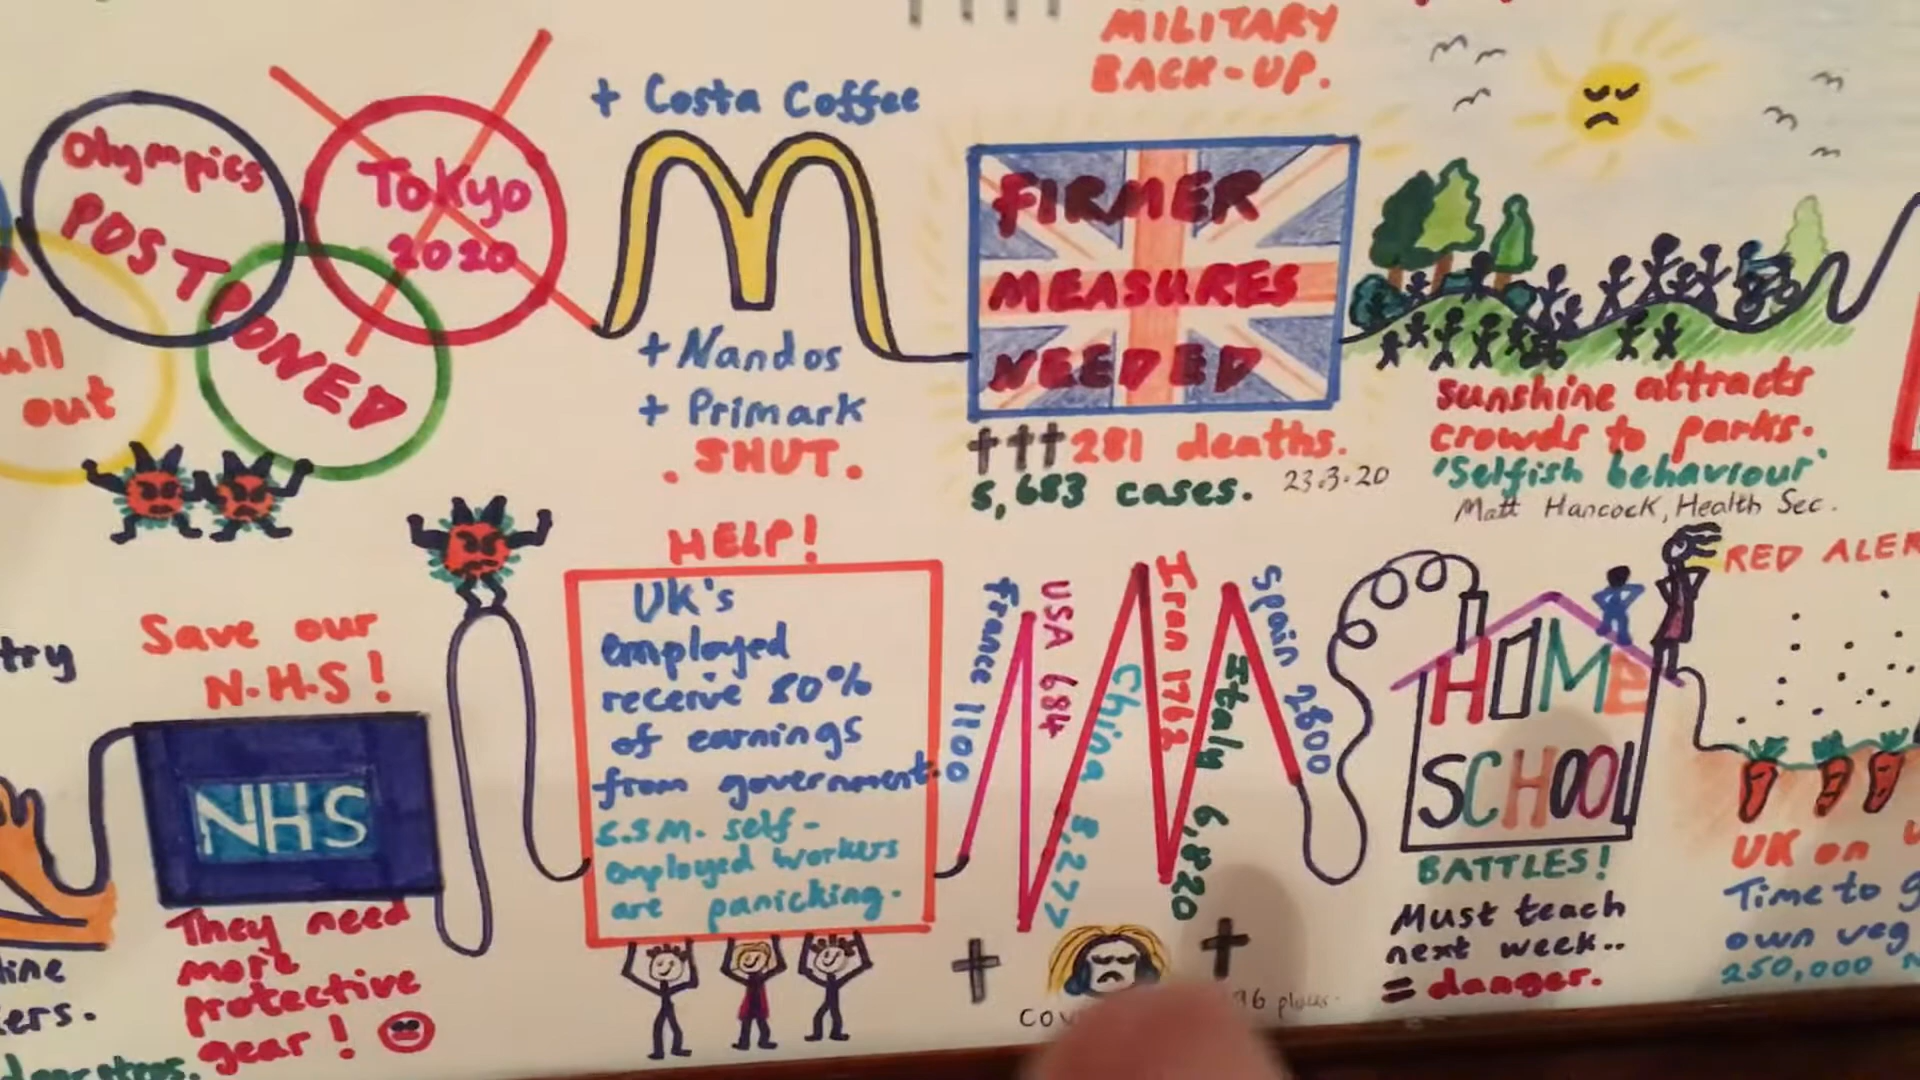 MILITARY
BACK-UP.
Olympics
POSTPONED
Tokyo
2020
out
+ Costa Coffee
+ Nandos
+ Primark
. SHUT.
FIRMER
MEASURES
NEEDED
††† 281 deaths.
5,683 cases. 23.3.20
Sunshine attracts
crowds to parks.
'Selfish behaviour'
Matt Hancock, Health Sec.
Save our
N.H.S!
NHS
They need
more
protective
gear!
HELP!
UK's
employed
receive 80%
of earnings
from government.
5.5M. self-
employed workers
are panicking.
France 1100
USA 684
China 3,277
Iran 1762
Italy 6,820
Spain 2800
HOME
SCHOOL
BATTLES!
Must teach
next week..
= danger.
RED
UK on
Time to
own veg
250,000